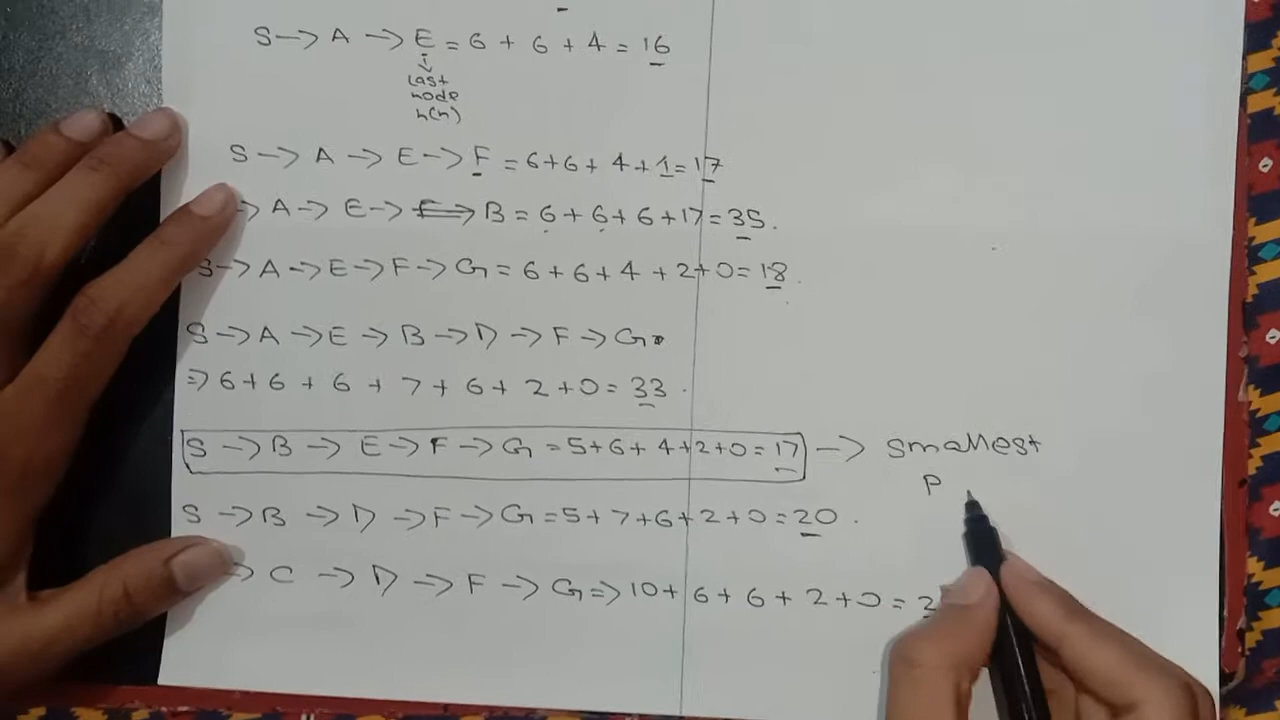 S → A → E = 6 + 6 + 4 = 16
last
node
h(n)
S → A → E → F = 6+6+ 4+1=17
→ A → E → B = 6+6+6+17=35.
S → A → E → F → G = 6+6+4+2+0=18.
S → A → E → B → D → F → G.
⇒ 6+6+6+7+6+2+0=33.
S → B → E → F → G = 5+6+4+2+0=17 → Smallest
P
S → B → D → F → G = 5+7+6+2+0=20.
→ C → D → F → G ⇒ 10+6+6+2+0= 2